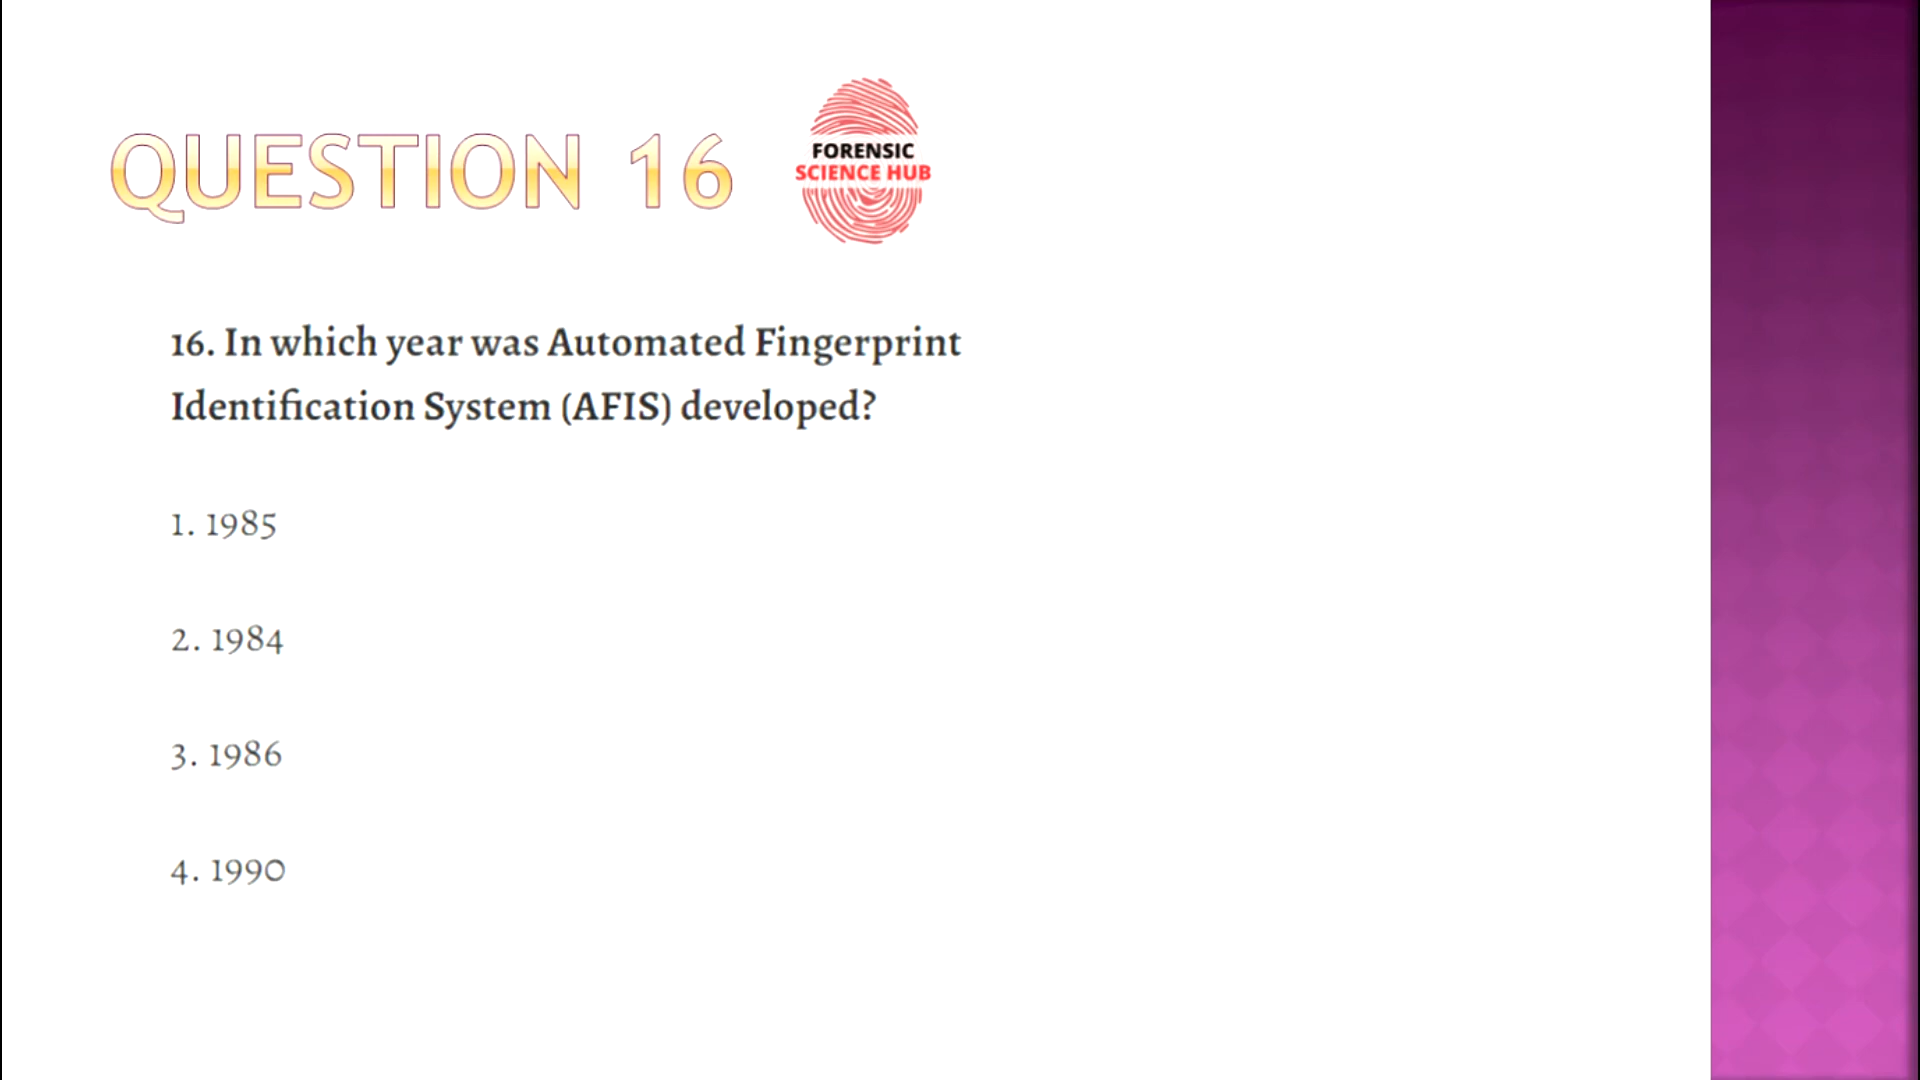 QUESTION 16
FORENSIC
SCIENCE HUB
16. In which year was Automated Fingerprint
Identification System (AFIS) developed?
1. 1985
2. 1984
3. 1986
4. 1990